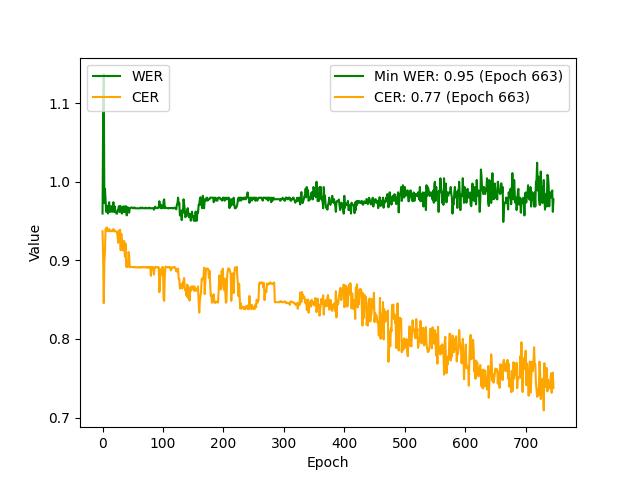 WER
CER
Min WER: 0.95 (Epoch 663)
CER: 0.77 (Epoch 663)
Value
1.1
1.0
0.9
0.8
0.7
0 100 200 300 400 500 600 700
Epoch